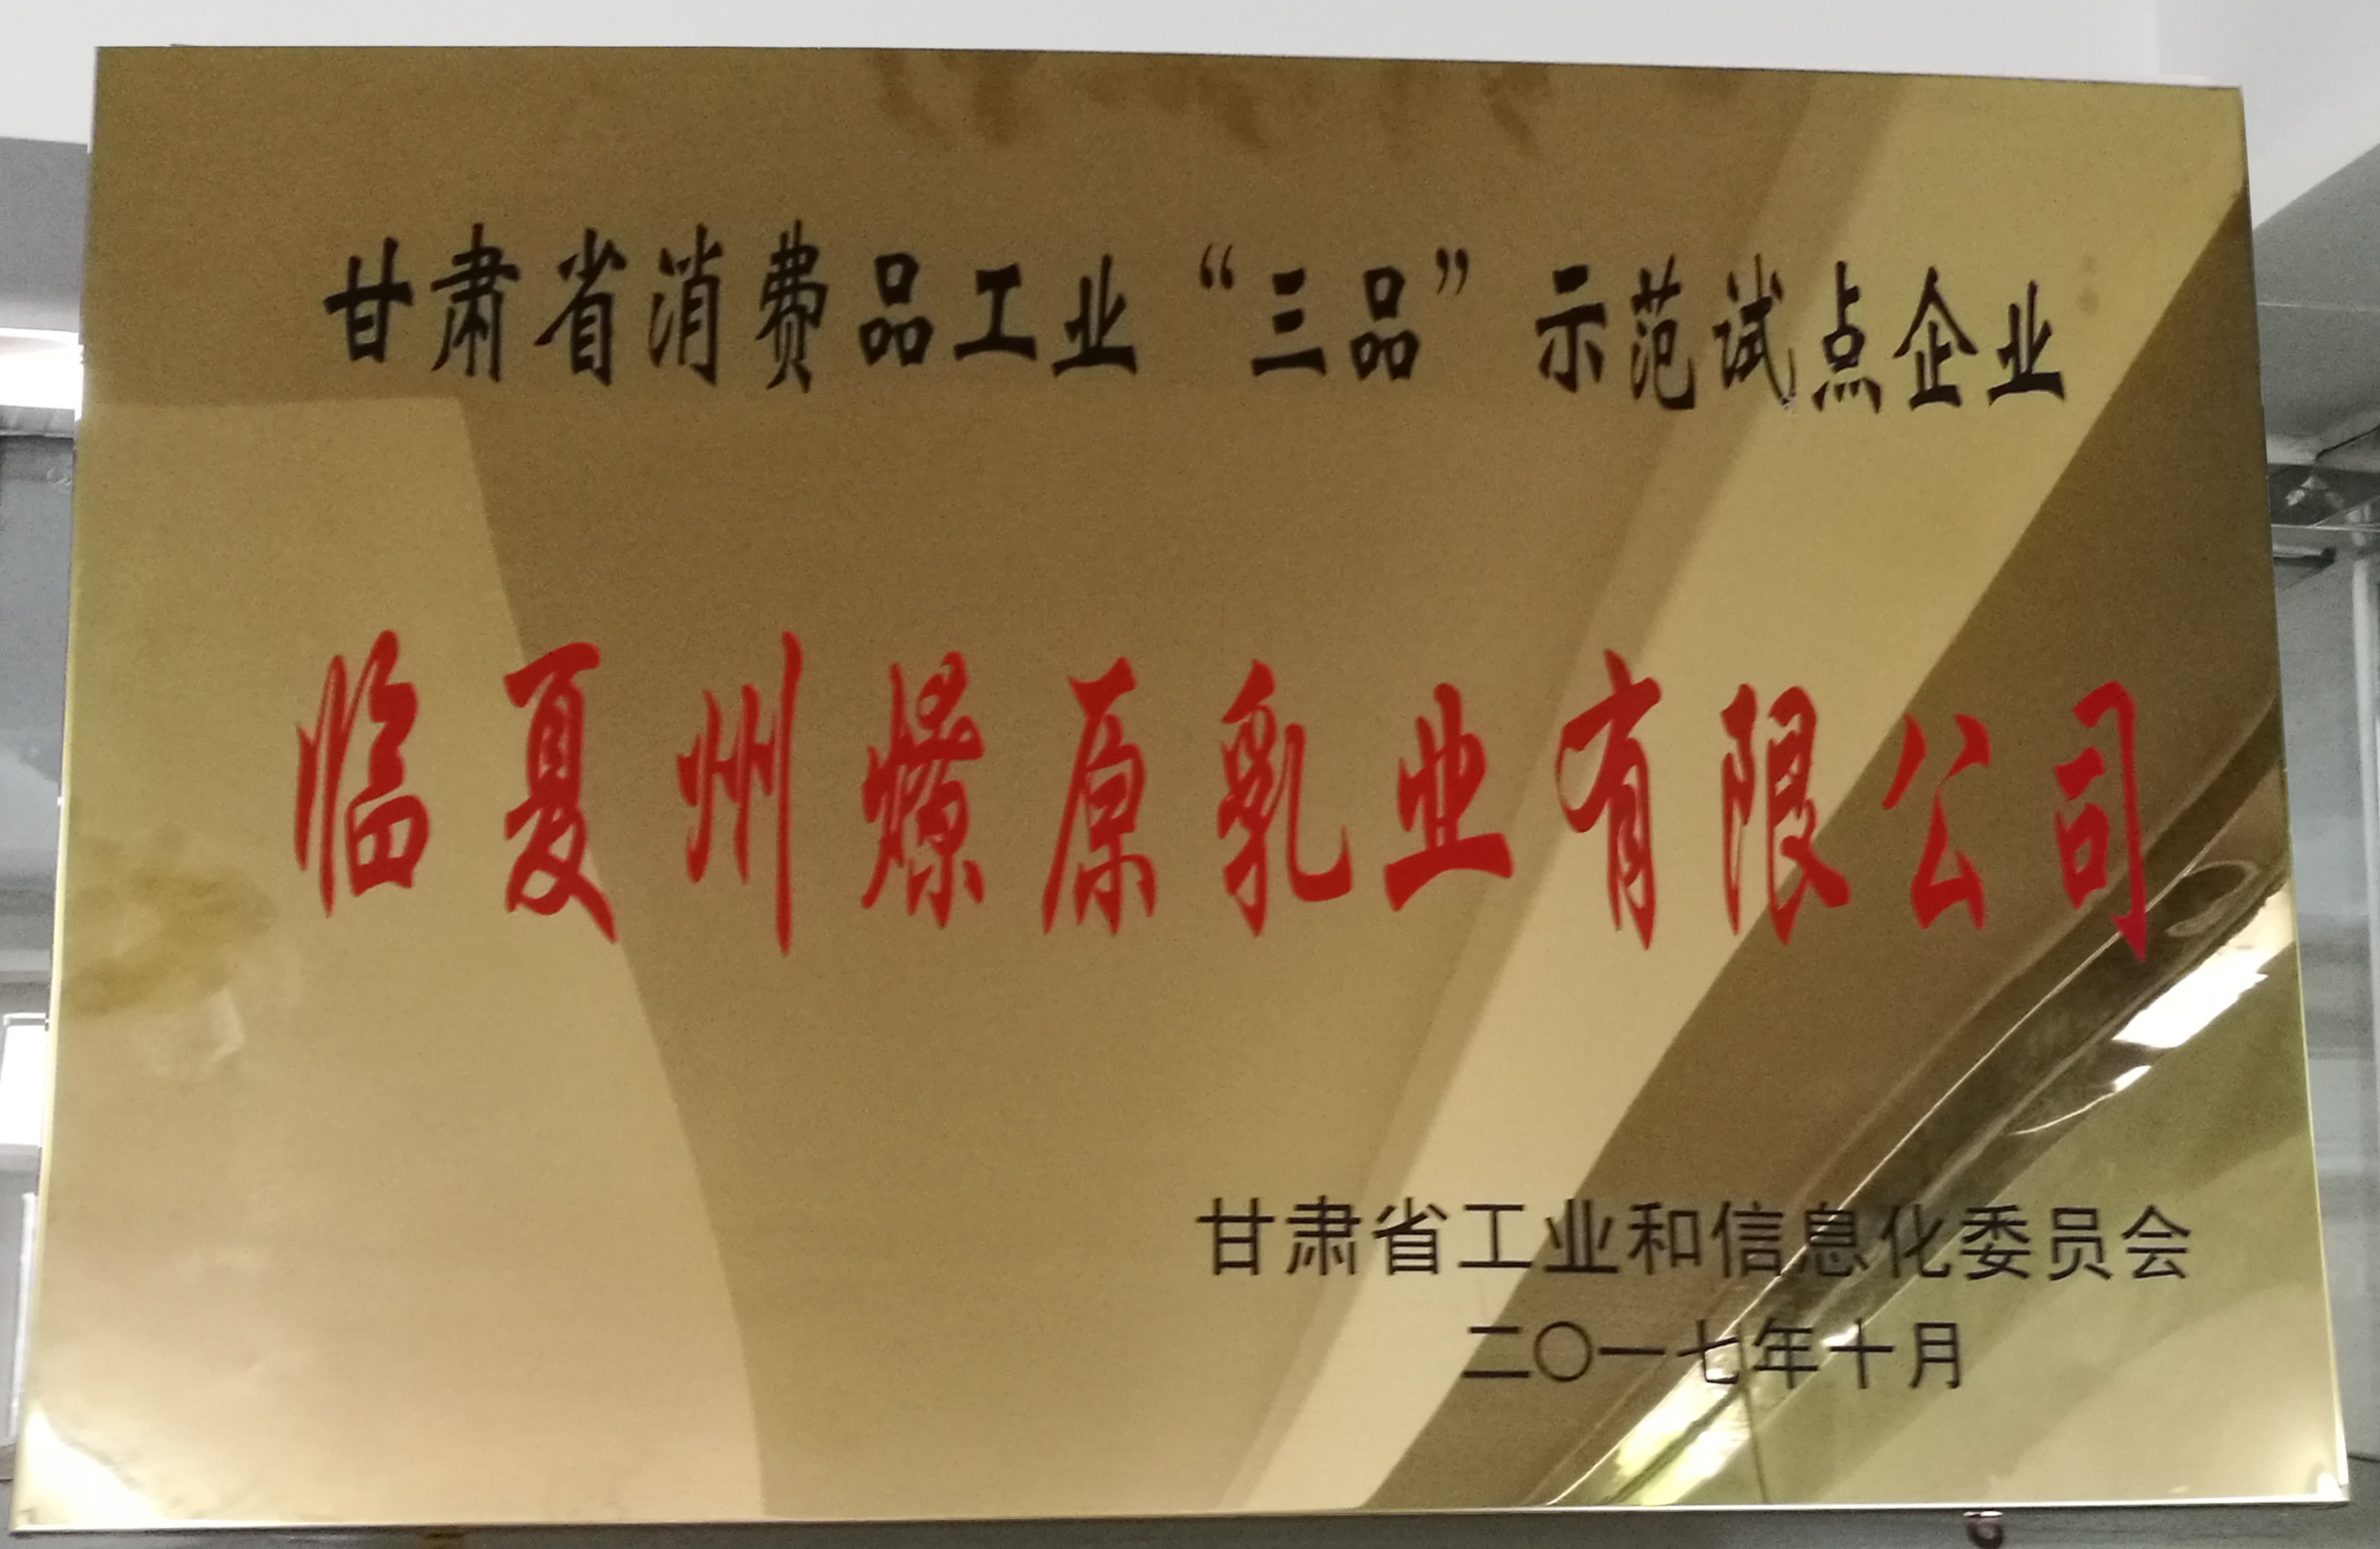 甘肃省消费品工业“三品”示范试点企业
临夏州燎原乳业有限公司
甘肃省工业和信息化委员会
二〇一七年十月